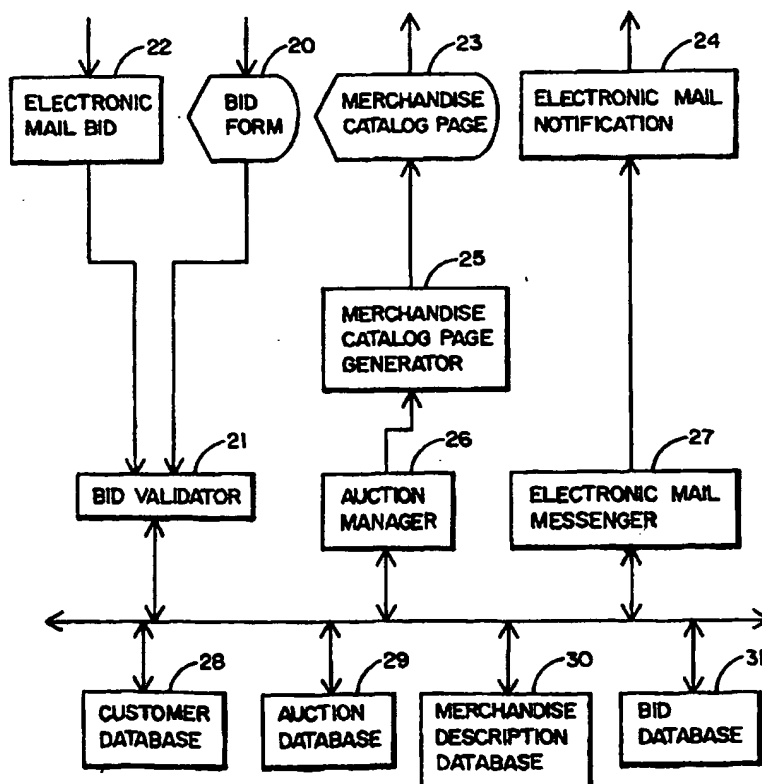 22
20
23
24
ELECTRONIC
MAIL BID
BID
FORM
MERCHANDISE
CATALOG PAGE
ELECTRONIC MAIL
NOTIFICATION
25
MERCHANDISE
CATALOG PAGE
GENERATOR
21
26
27
BID VALIDATOR
AUCTION
MANAGER
ELECTRONIC MAIL
MESSENGER
28
29
30
31
CUSTOMER
DATABASE
AUCTION
DATABASE
MERCHANDISE
DESCRIPTION
DATABASE
BID
DATABASE